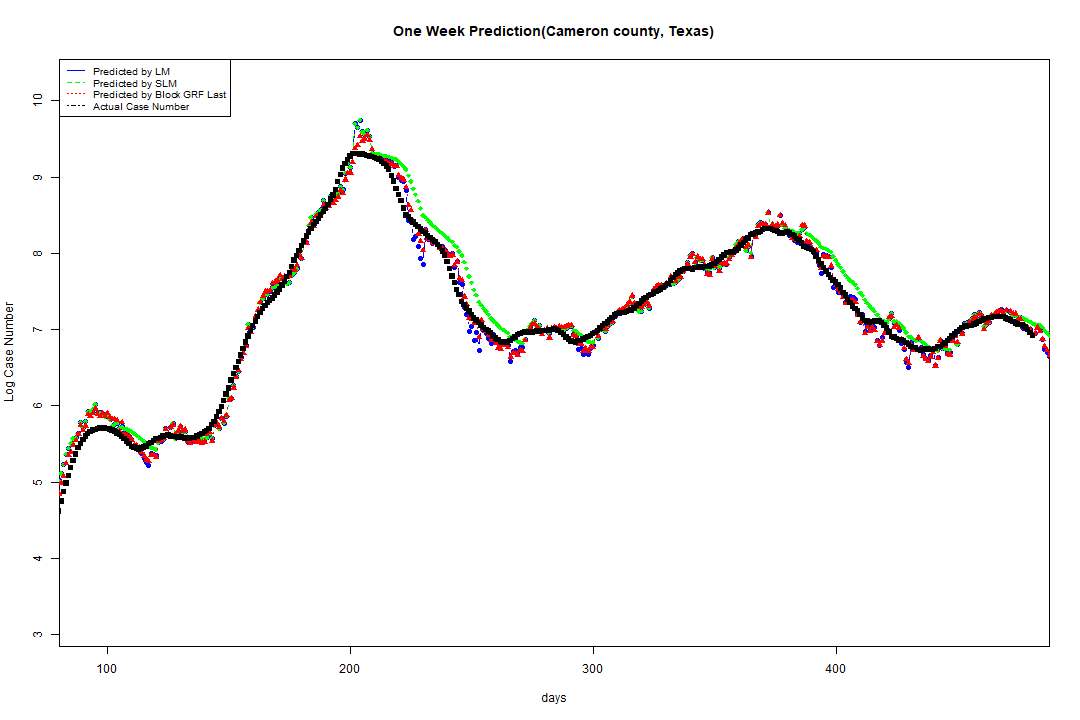 One Week Prediction(Cameron county, Texas)
Predicted by LM
Predicted by SLM
Predicted by Block GRF Last
Actual Case Number
10
9
8
7
6
5
4
3
Log Case Number
100 200 300 400
days